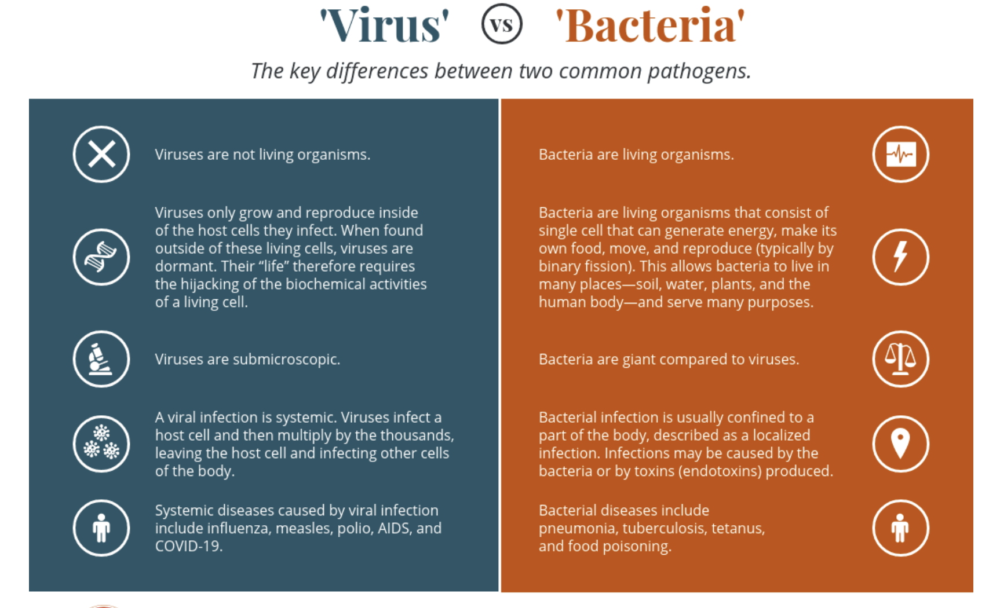 'Virus' vs 'Bacteria'
The key differences between two common pathogens.
Viruses are not living organisms.
Bacteria are living organisms.
Viruses only grow and reproduce inside
of the host cells they infect. When found
outside of these living cells, viruses are
dormant. Their “life” therefore requires
the hijacking of the biochemical activities
of a living cell.
Bacteria are living organisms that consist of
single cell that can generate energy, make its
own food, move, and reproduce (typically by
binary fission). This allows bacteria to live in
many places—soil, water, plants, and the
human body—and serve many purposes.
Viruses are submicroscopic.
Bacteria are giant compared to viruses.
A viral infection is systemic. Viruses infect a
host cell and then multiply by the thousands,
leaving the host cell and infecting other cells
of the body.
Bacterial infection is usually confined to a
part of the body, described as a localized
infection. Infections may be caused by the
bacteria or by toxins (endotoxins) produced.
Systemic diseases caused by viral infection
include influenza, measles, polio, AIDS, and
COVID-19.
Bacterial diseases include
pneumonia, tuberculosis, tetanus,
and food poisoning.